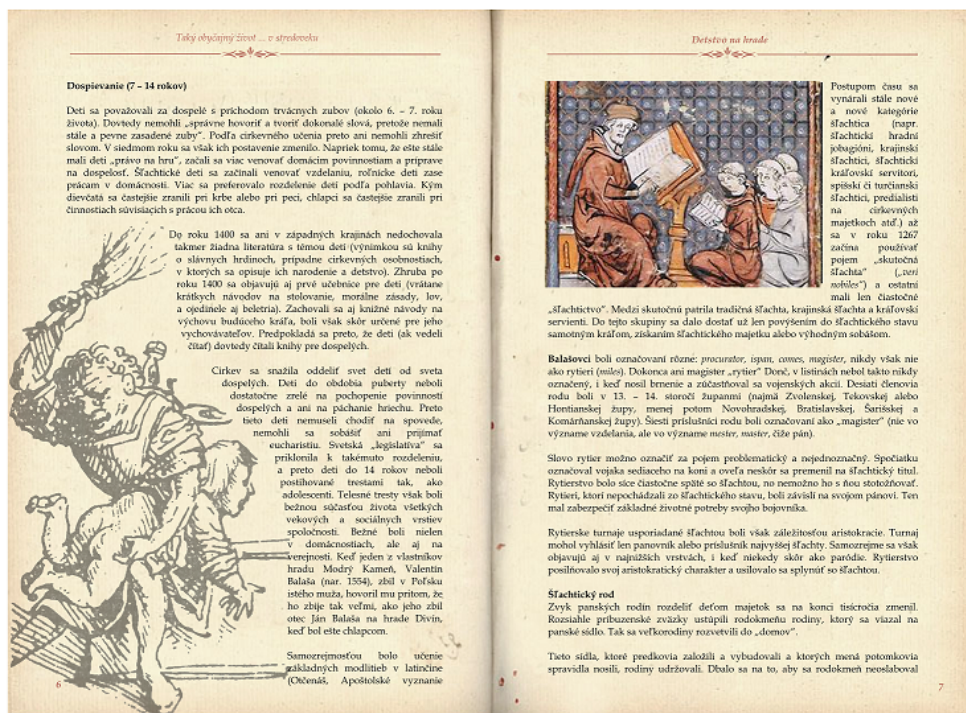 Taký obyčajný život ... v stredoveku
Dospievanie (7 – 14 rokov)
Deti sa považovali za dospelé s príchodom trvácnych zubov (okolo 6. – 7. roku
života). Dovtedy nemohli „správne hovoriť a tvoriť dokonalé slová, pretože nemali
stále a pevne zasadené zuby“. Podľa cirkevného učenia preto ani nemohli zhrešiť
slovom. V siedmom roku sa však ich postavenie zmenilo. Napriek tomu, že ešte stále
mali deti „právo na hru“, začali sa viac venovať domácim povinnostiam a príprave
na dospelosť. Šľachtické deti sa začínali venovať vzdelaniu, roľnícke deti zase
prácam v domácnosti. Viac sa preferovalo rozdelenie detí podľa pohlavia. Kým
dievčatá sa častejšie zranili pri krbe alebo pri peci, chlapci sa častejšie zranili pri
činnostiach súvisiacich s prácou ich otca.
Do roku 1400 sa ani v západných krajinách nedochovala
takmer žiadna literatúra s témou detí (výnimkou sú knihy
o slávnych hrdinoch, prípadne cirkevných osobnostiach,
v ktorých sa opisuje ich narodenie a detstvo). Zhruba po
roku 1400 sa objavujú aj prvé učebnice pre deti (vrátane
krátkych návodov na stolovanie, morálne zásady, lov,
a ojedinele aj beletria). Zachovali sa aj knižné návody na
výchovu budúceho kráľa, boli však skôr určené pre jeho
vychovávateľov. Predpokladá sa preto, že deti (ak vedeli
čítať) dovtedy čítali knihy pre dospelých.
Cirkev sa snažila oddeliť svet detí od sveta
dospelých. Deti do obdobia puberty neboli
dostatočne zrelé na pochopenie povinností
dospelých a ani na páchanie hriechu. Preto
tieto deti nemuseli chodiť na spovede,
nemohli sa sobášiť ani prijímať
eucharistiu. Svetská „legislatíva“ sa
priklonila k takémuto rozdeleniu,
a preto deti do 14 rokov neboli
postihované trestami tak, ako
adolescenti. Telesné tresty však boli
bežnou súčasťou života všetkých
vekových a sociálnych vrstiev
spoločnosti. Bežné boli nielen
v domácnostiach, ale aj na
verejnosti. Keď jeden z vlastníkov
hradu Modrý Kameň, Valentín
Balaša (nar. 1554), zbil v Poľsku
istého muža, hovoril mu pritom, že
ho zbije tak veľmi, ako jeho zbil
otec Ján Balaša na hrade Divín,
keď bol ešte chlapcom.
Samozrejmosťou bolo učenie
základných modlitieb v latinčine
(Otčenáš, Apoštolské vyznanie
6
Detstvo na hrade
Postupom času sa
vynárali stále nové
a nové kategórie
šľachtica (napr.
šľachtickí hradní
jobagióni, krajinskí
šľachtici, šľachtickí
kráľovskí servitori,
spišskí či turčianski
šľachtici, predialisti
na cirkevných
majetkoch atď.) až
sa v roku 1267
začína používať
pojem „skutočná
šľachta“ („veri
nobiles“) a ostatní
mali len čiastočné
„šľachtictvo“. Medzi skutočnú patrila tradičná šľachta, krajinská šľachta a kráľovskí
servienti. Do tejto skupiny sa dalo dostať už len povýšením do šľachtického stavu
samotným kráľom, získaním šľachtického majetku alebo výhodným sobášom.
Balašovci boli označovaní rôzne: procurator, ispan, comes, magister, nikdy však nie
ako rytieri (miles). Dokonca ani magister „rytier“ Donč, v listinách nebol takto nikdy
označený, i keď nosil brnenie a zúčastňoval sa vojenských akcií. Desiati členovia
rodu boli v 13. – 14. storočí županmi (najmä Zvolenskej, Tekovskej alebo
Hontianskej župy, menej potom Novohradskej, Bratislavskej, Šarišskej a
Komárňanskej župy). Šiesti príslušníci rodu boli označovaní ako „magister“ (nie vo
význame vzdelania, ale vo význame mester, master, čiže pán).
Slovo rytier možno označiť za pojem problematický a nejednoznačný. Spočiatku
označoval vojaka sediaceho na koni a oveľa neskôr sa premenil na šľachtický titul.
Rytierstvo bolo síce čiastočne späté so šľachtou, no nemožno ho s ňou stotožňovať.
Rytieri, ktorí nepochádzali zo šľachtického stavu, boli závislí na svojom pánovi. Ten
mal zabezpečiť základné životné potreby svojho bojovníka.
Rytierske turnaje usporiadané šľachtou boli však záležitosťou aristokracie. Turnaj
mohol vyhlásiť len panovník alebo príslušník najvyššej šľachty. Samozrejme sa však
objavujú aj v najnižších vrstvách, i keď niekedy skôr ako paródie. Rytierstvo
posilňovalo svoj aristokratický charakter a usilovalo sa splynúť so šľachtou.
Šľachtický rod
Zvyk panských rodín rozdeliť deťom majetok sa na konci tisícročia zmenil.
Rozsiahle príbuzenské zväzky ustúpili rodokmeňu rodiny, ktorý sa viazal na
panské sídlo. Tak sa veľkorodiny rozvetvili do „domov“.
Tieto sídla, ktoré predkovia založili a vybudovali a ktorých mená potomkovia
spravidla nosili, rodiny udržovali. Dbalo sa na to, aby sa rodokmeň neoslaboval
7